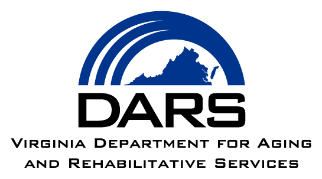 DARS
VIRGINIA DEPARTMENT FOR AGING
AND REHABILITATIVE SERVICES